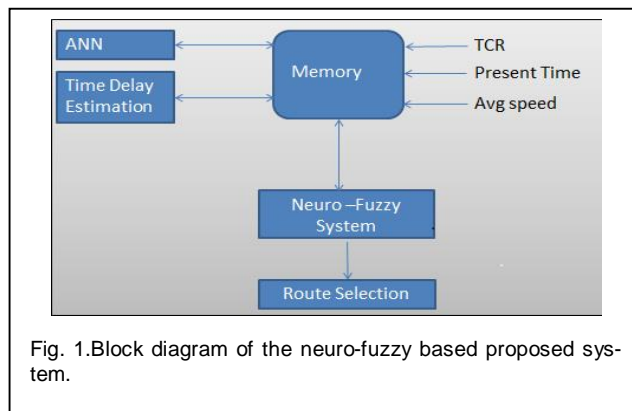 ANN
Time Delay
Estimation
Memory
TCR
Present Time
Avg speed
Neuro –Fuzzy
System
Route Selection
Fig. 1.Block diagram of the neuro-fuzzy based proposed sys-
tem.